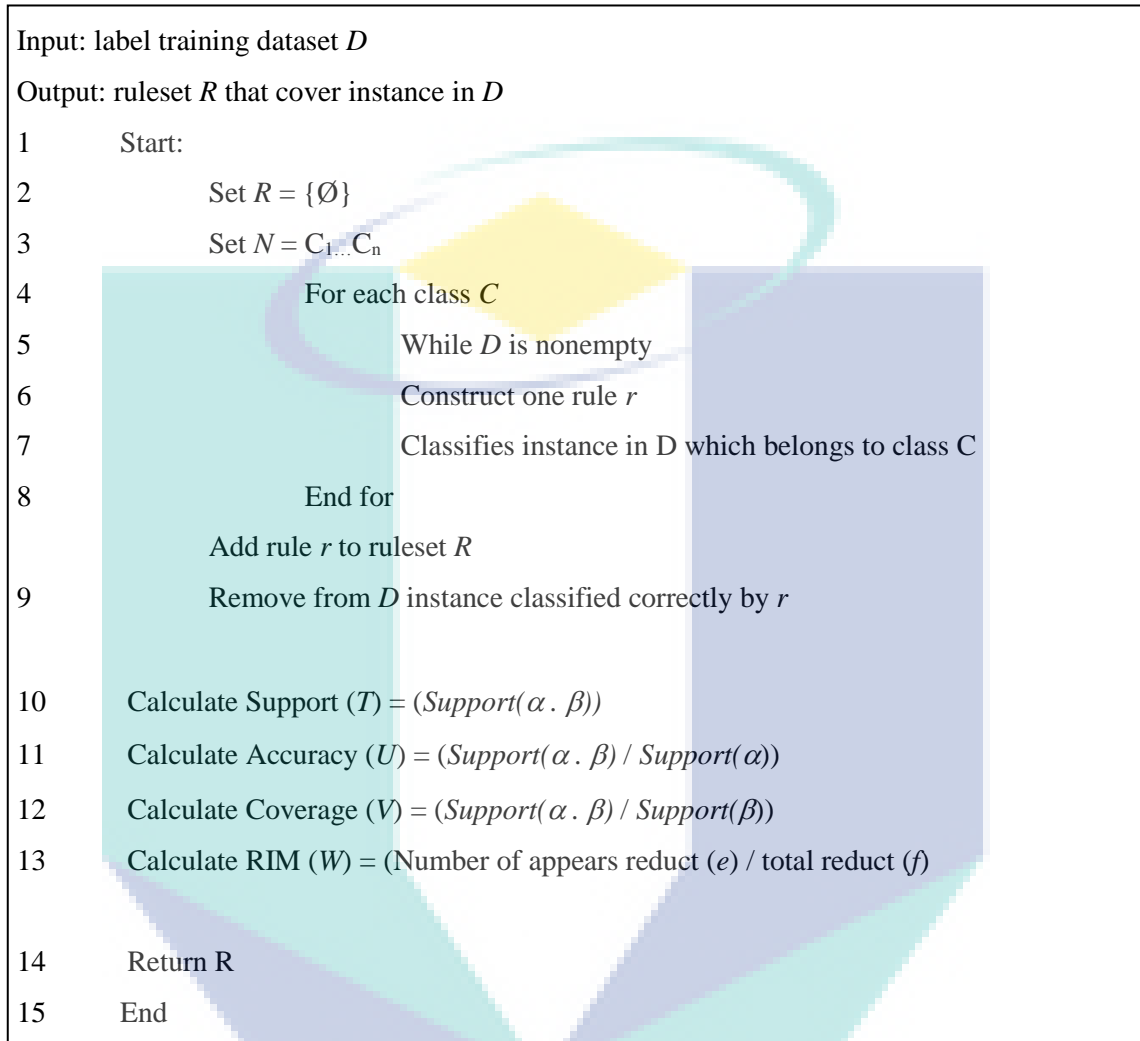 Input: label training dataset D
Output: ruleset R that cover instance in D
1 Start:
2 Set R = {Ø}
3 Set N = C1...Cn
4 For each class C
5 While D is nonempty
6 Construct one rule r
7 Classifies instance in D which belongs to class C
8 End for
Add rule r to ruleset R
9 Remove from D instance classified correctly by r
10 Calculate Support (T) = (Support(α . β))
11 Calculate Accuracy (U) = (Support(α . β) / Support(α))
12 Calculate Coverage (V) = (Support(α . β) / Support(β))
13 Calculate RIM (W) = (Number of appears reduct (e) / total reduct (f)
14 Return R
15 End